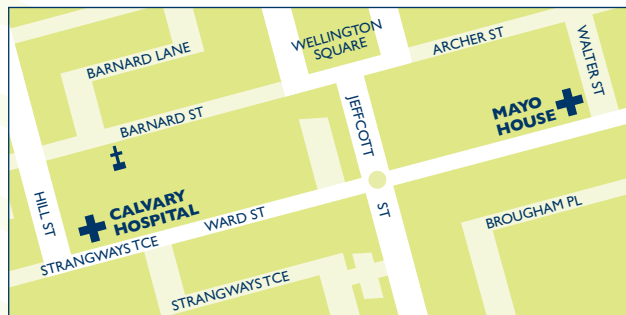 WELLINGTON
SQUARE
ARCHER ST
WALTER ST
BARNARD LANE
BARNARD ST
JEFFCOTT
ST
MAYO
HOUSE
HILL ST
CALVARY
HOSPITAL
WARD ST
BROUGHAM PL
STRANGWAYS TCE
STRANGWAYS TCE